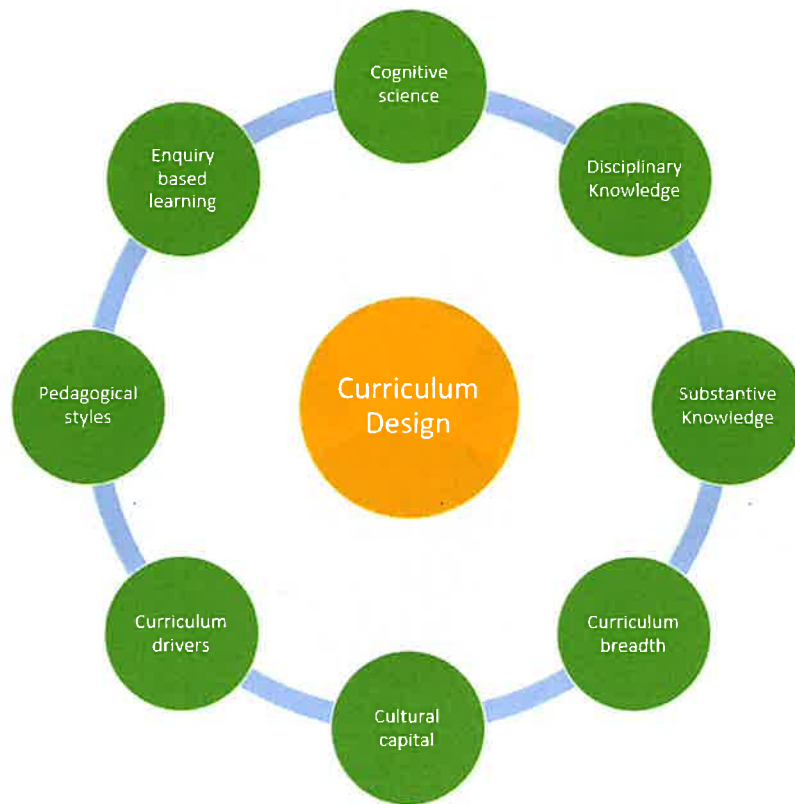 Cognitive
science
Disciplinary
Knowledge
Substantive
Knowledge
Curriculum
breadth
Cultural
capital
Curriculum
drivers
Pedagogical
styles
Enquiry
based
learning
Curriculum
Design